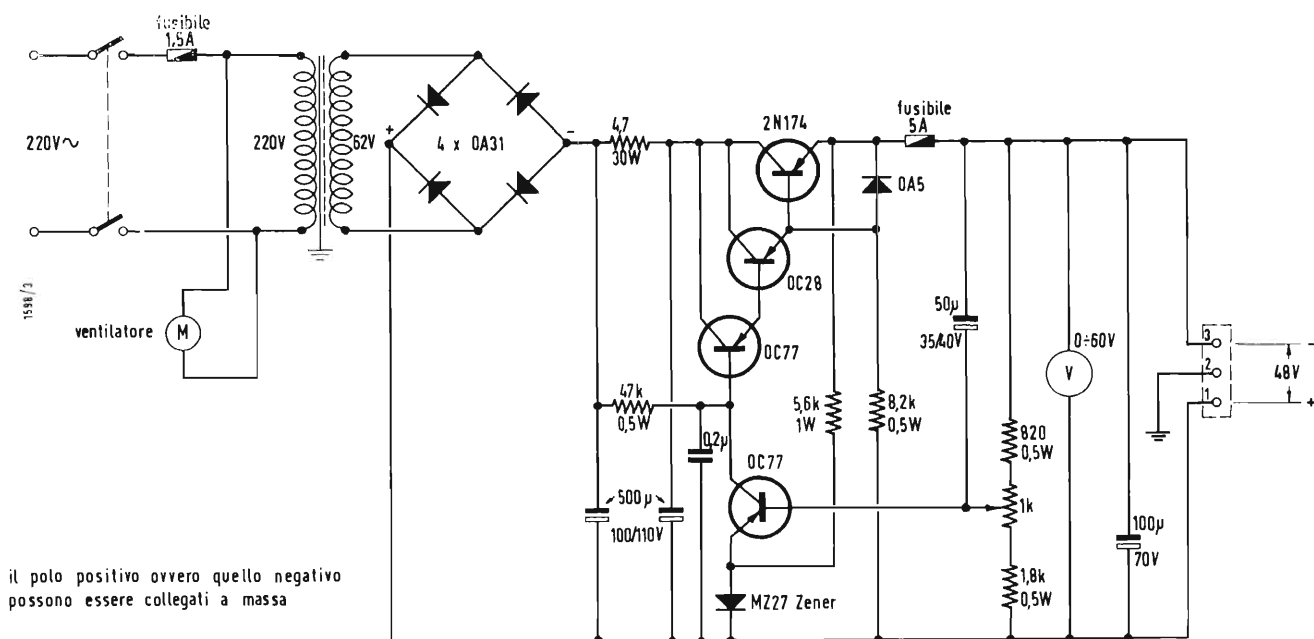 fusibile
1,5A
220V~
220V
62V
+
4 x OA31
-
4,7
30W
2N174
fusibile
5A
OA5
OC28
1598/3
ventilatore
M
OC77
50µ
35/40V
0÷60V
V
3
2
1
-
48V
+
47k
0,5W
5,6k
1W
8,2k
0,5W
820
0,5W
0,2µ
OC77
500µ
100/110V
1k
100µ
70V
1,8k
0,5W
MZ27 Zener
il polo positivo ovvero quello negativo
possono essere collegati a massa